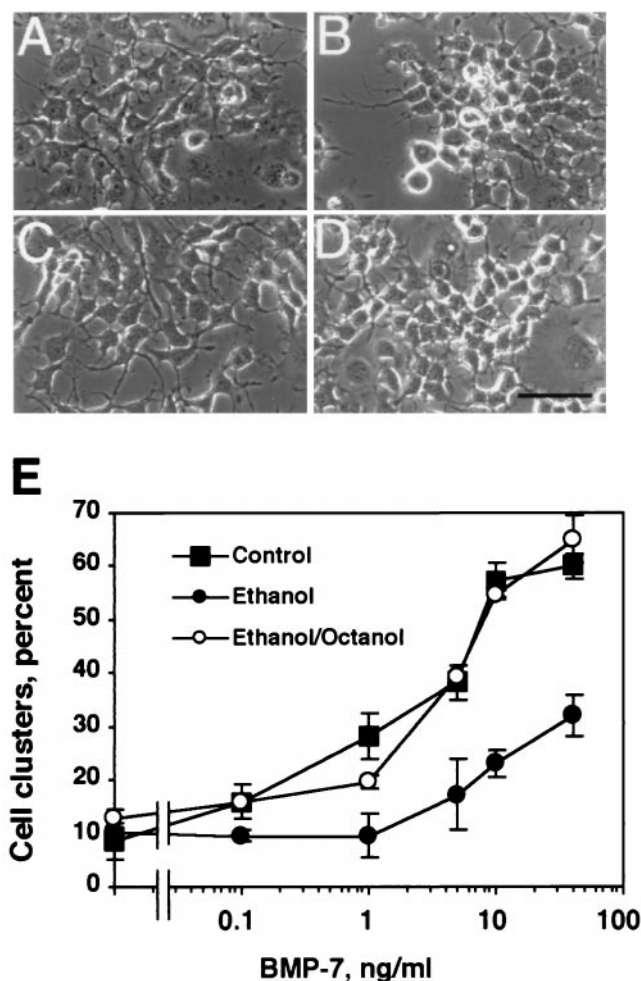 A
B
C
D
E
Cell clusters, percent
70
60
50
40
30
20
10
0
Control
Ethanol
Ethanol/Octanol
0.1
1
10
100
BMP-7, ng/ml